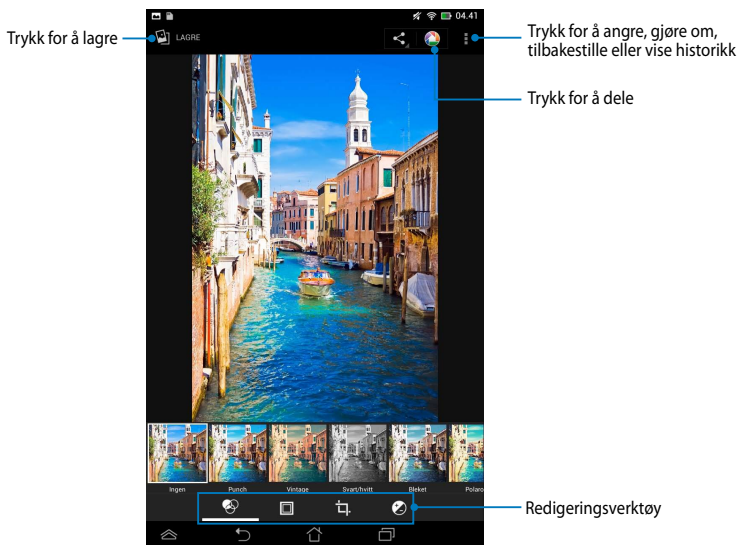 04.41
Trykk for å lagre
LAGRE
Trykk for å angre, gjøre om,
tilbakestille eller vise historikk
Trykk for å dele
Ingen
Punch
Vintage
Svart/hvitt
Bleket
Polaro
Redigeringsverktøy